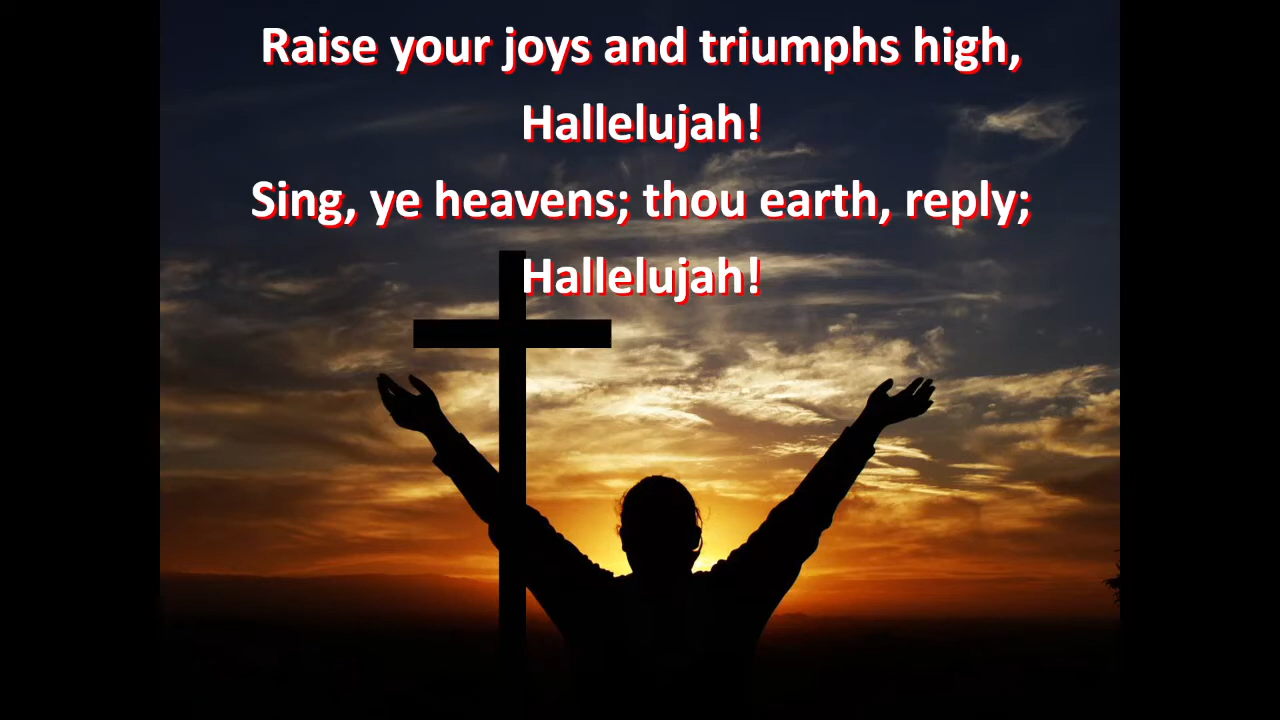 Raise your joys and triumphs high,
Hallelujah!
Sing, ye heavens; thou earth, reply;
Hallelujah!